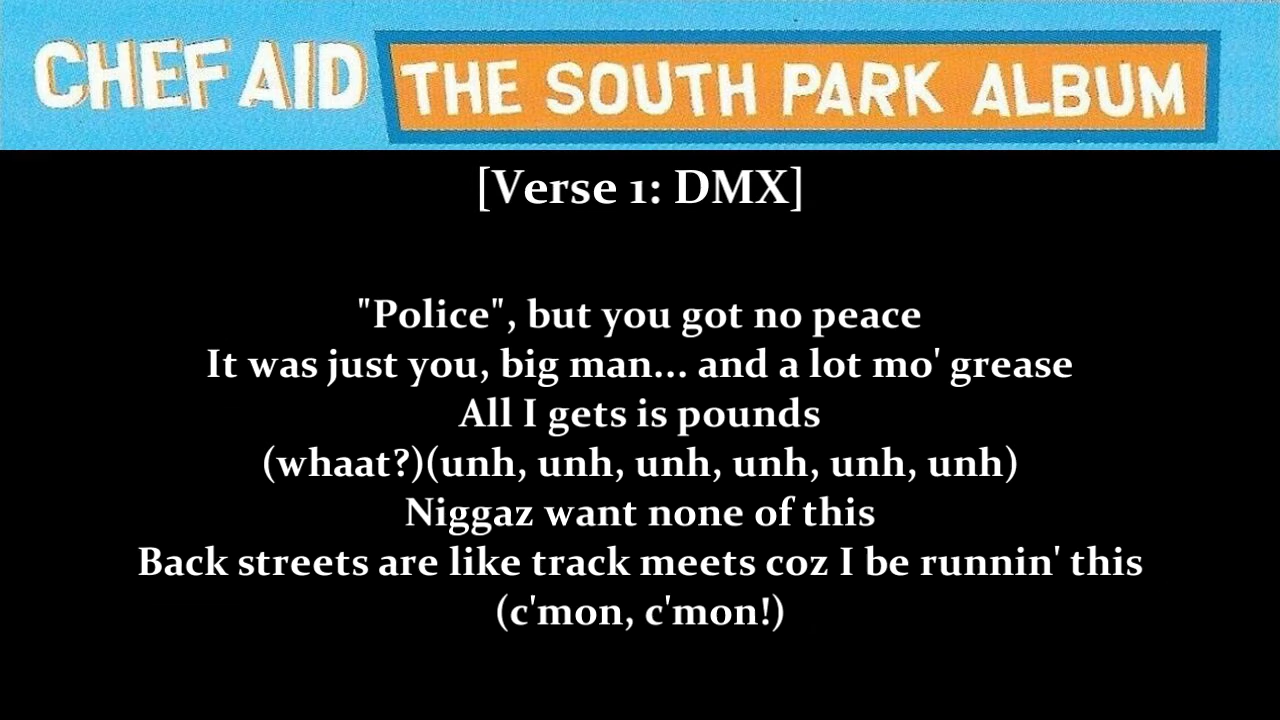 CHEF AID THE SOUTH PARK ALBUM
[Verse 1: DMX]
"Police", but you got no peace
It was just you, big man... and a lot mo' grease
All I gets is pounds
(whaat?)(unh, unh, unh, unh, unh, unh)
Niggaz want none of this
Back streets are like track meets coz I be runnin' this
(c'mon, c'mon!)